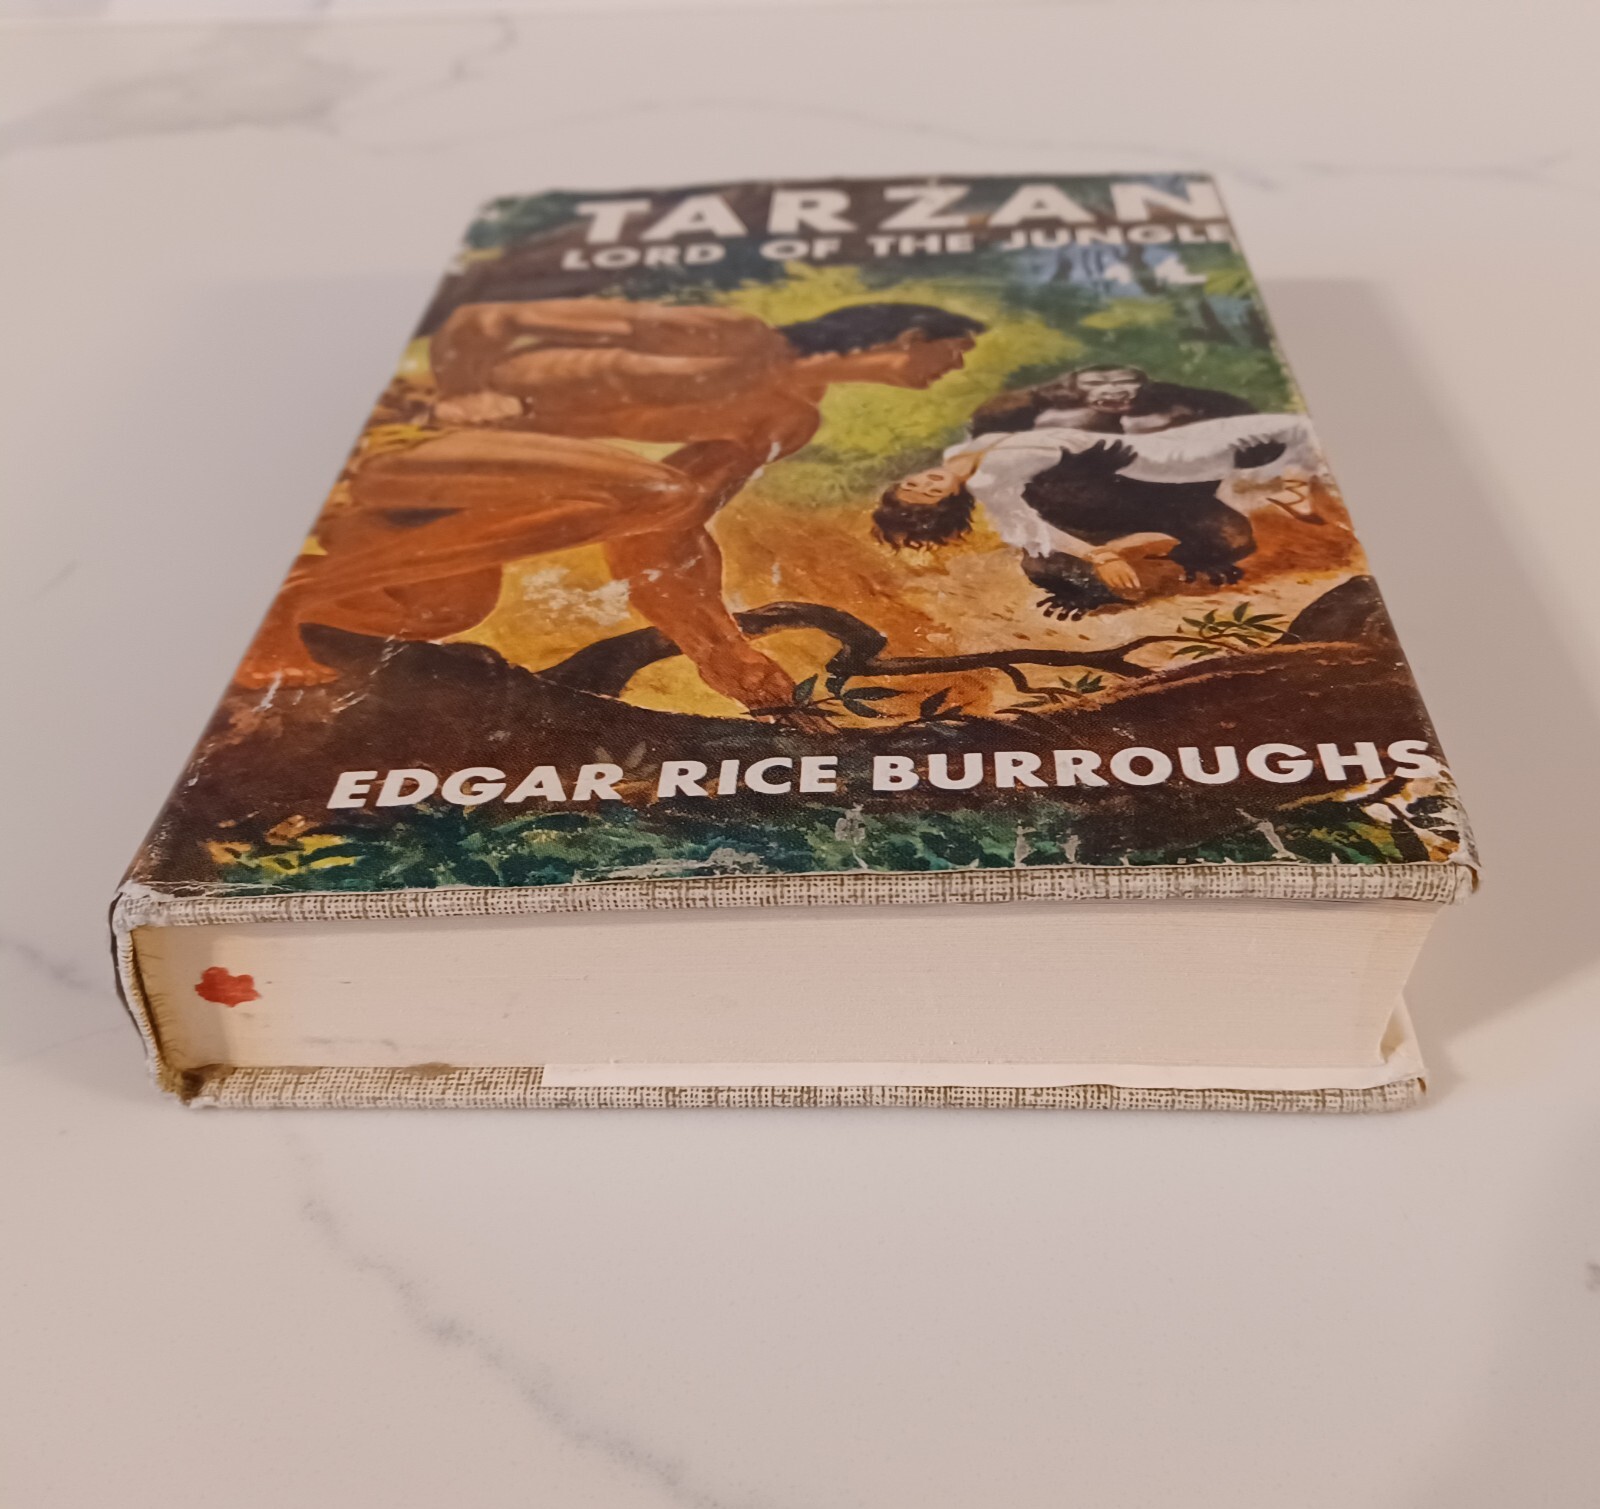 TARZAN
LORD OF THE JUNGLE
EDGAR RICE BURROUGHS